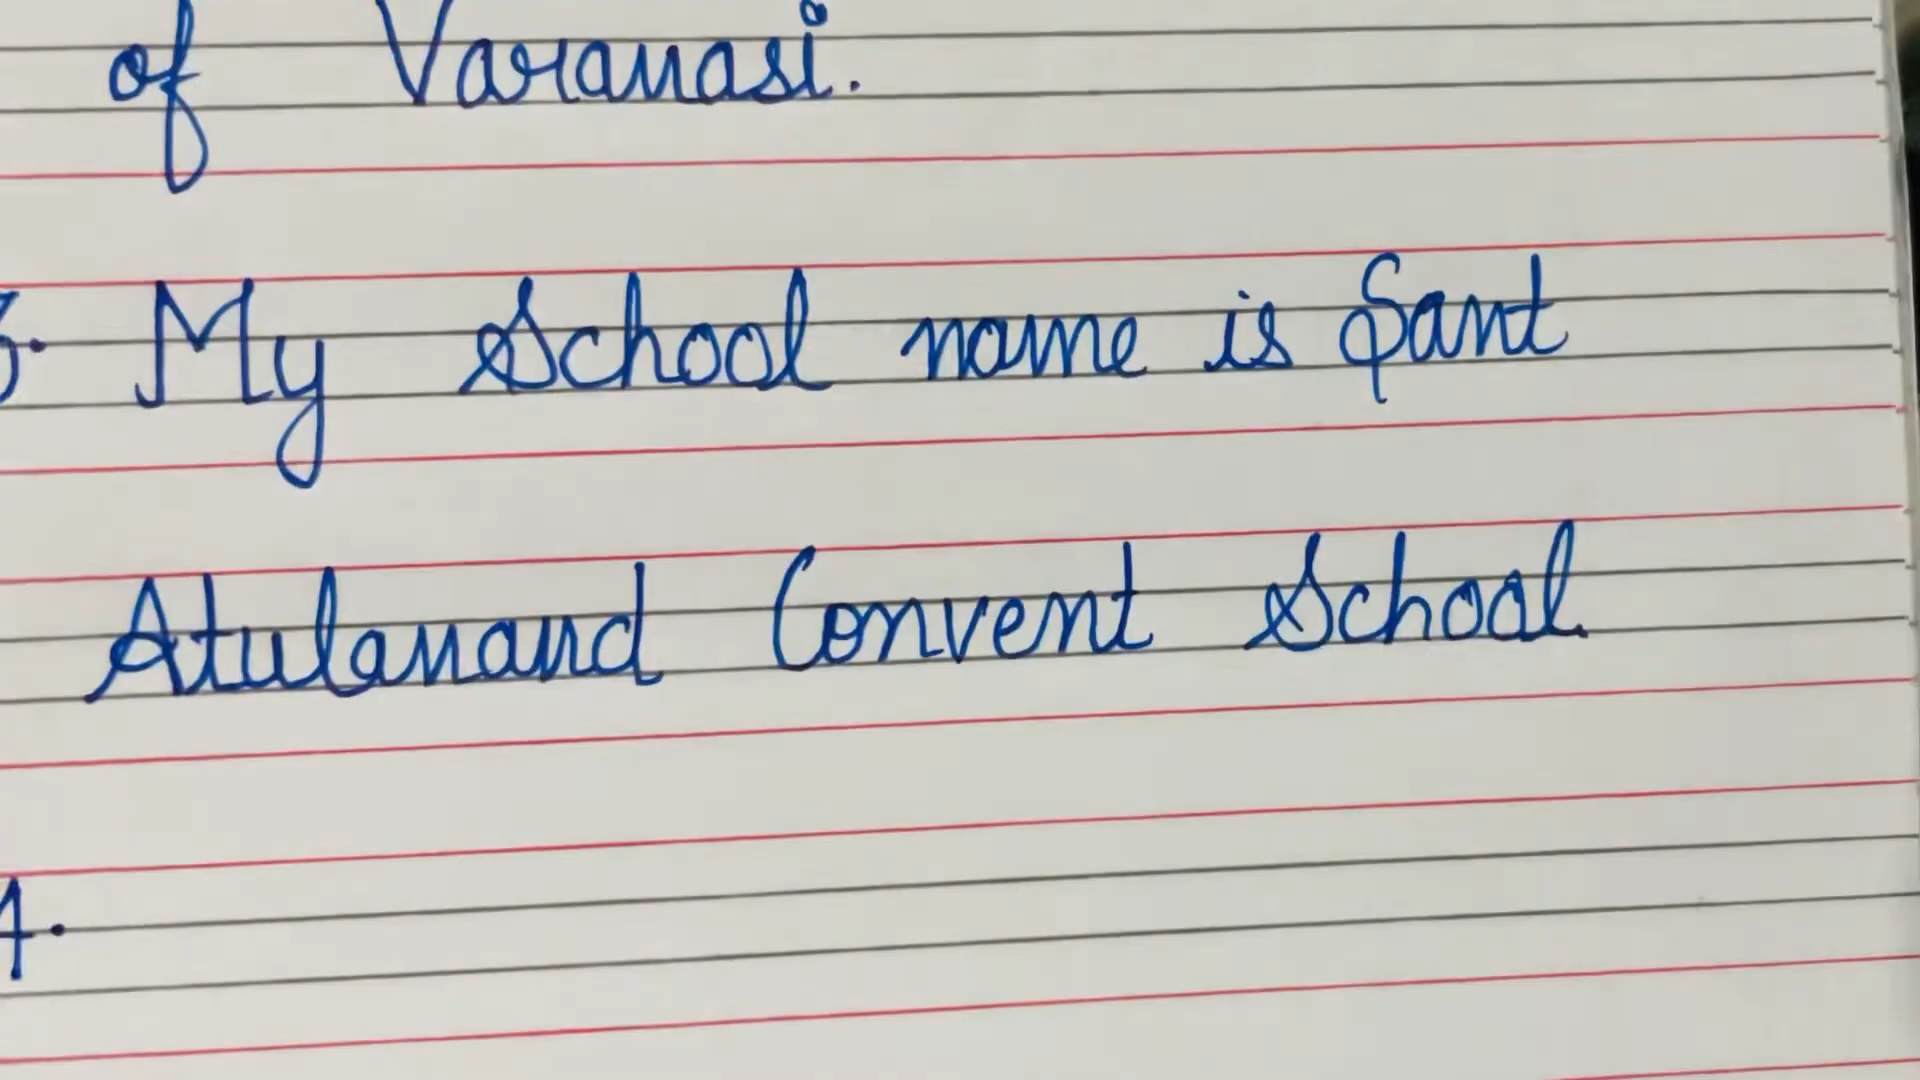 of Varanasi.
3. My School name is Sant
Atulanand Convent School
4.